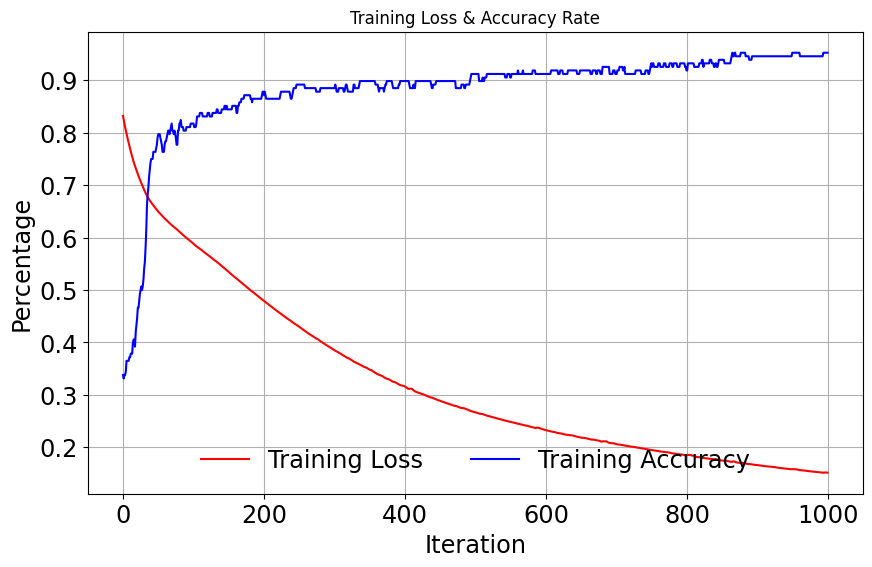 Training Loss & Accuracy Rate
Percentage
0.9
0.8
0.7
0.6
0.5
0.4
0.3
0.2
Training Loss Training Accuracy
0 200 400 600 800 1000
Iteration